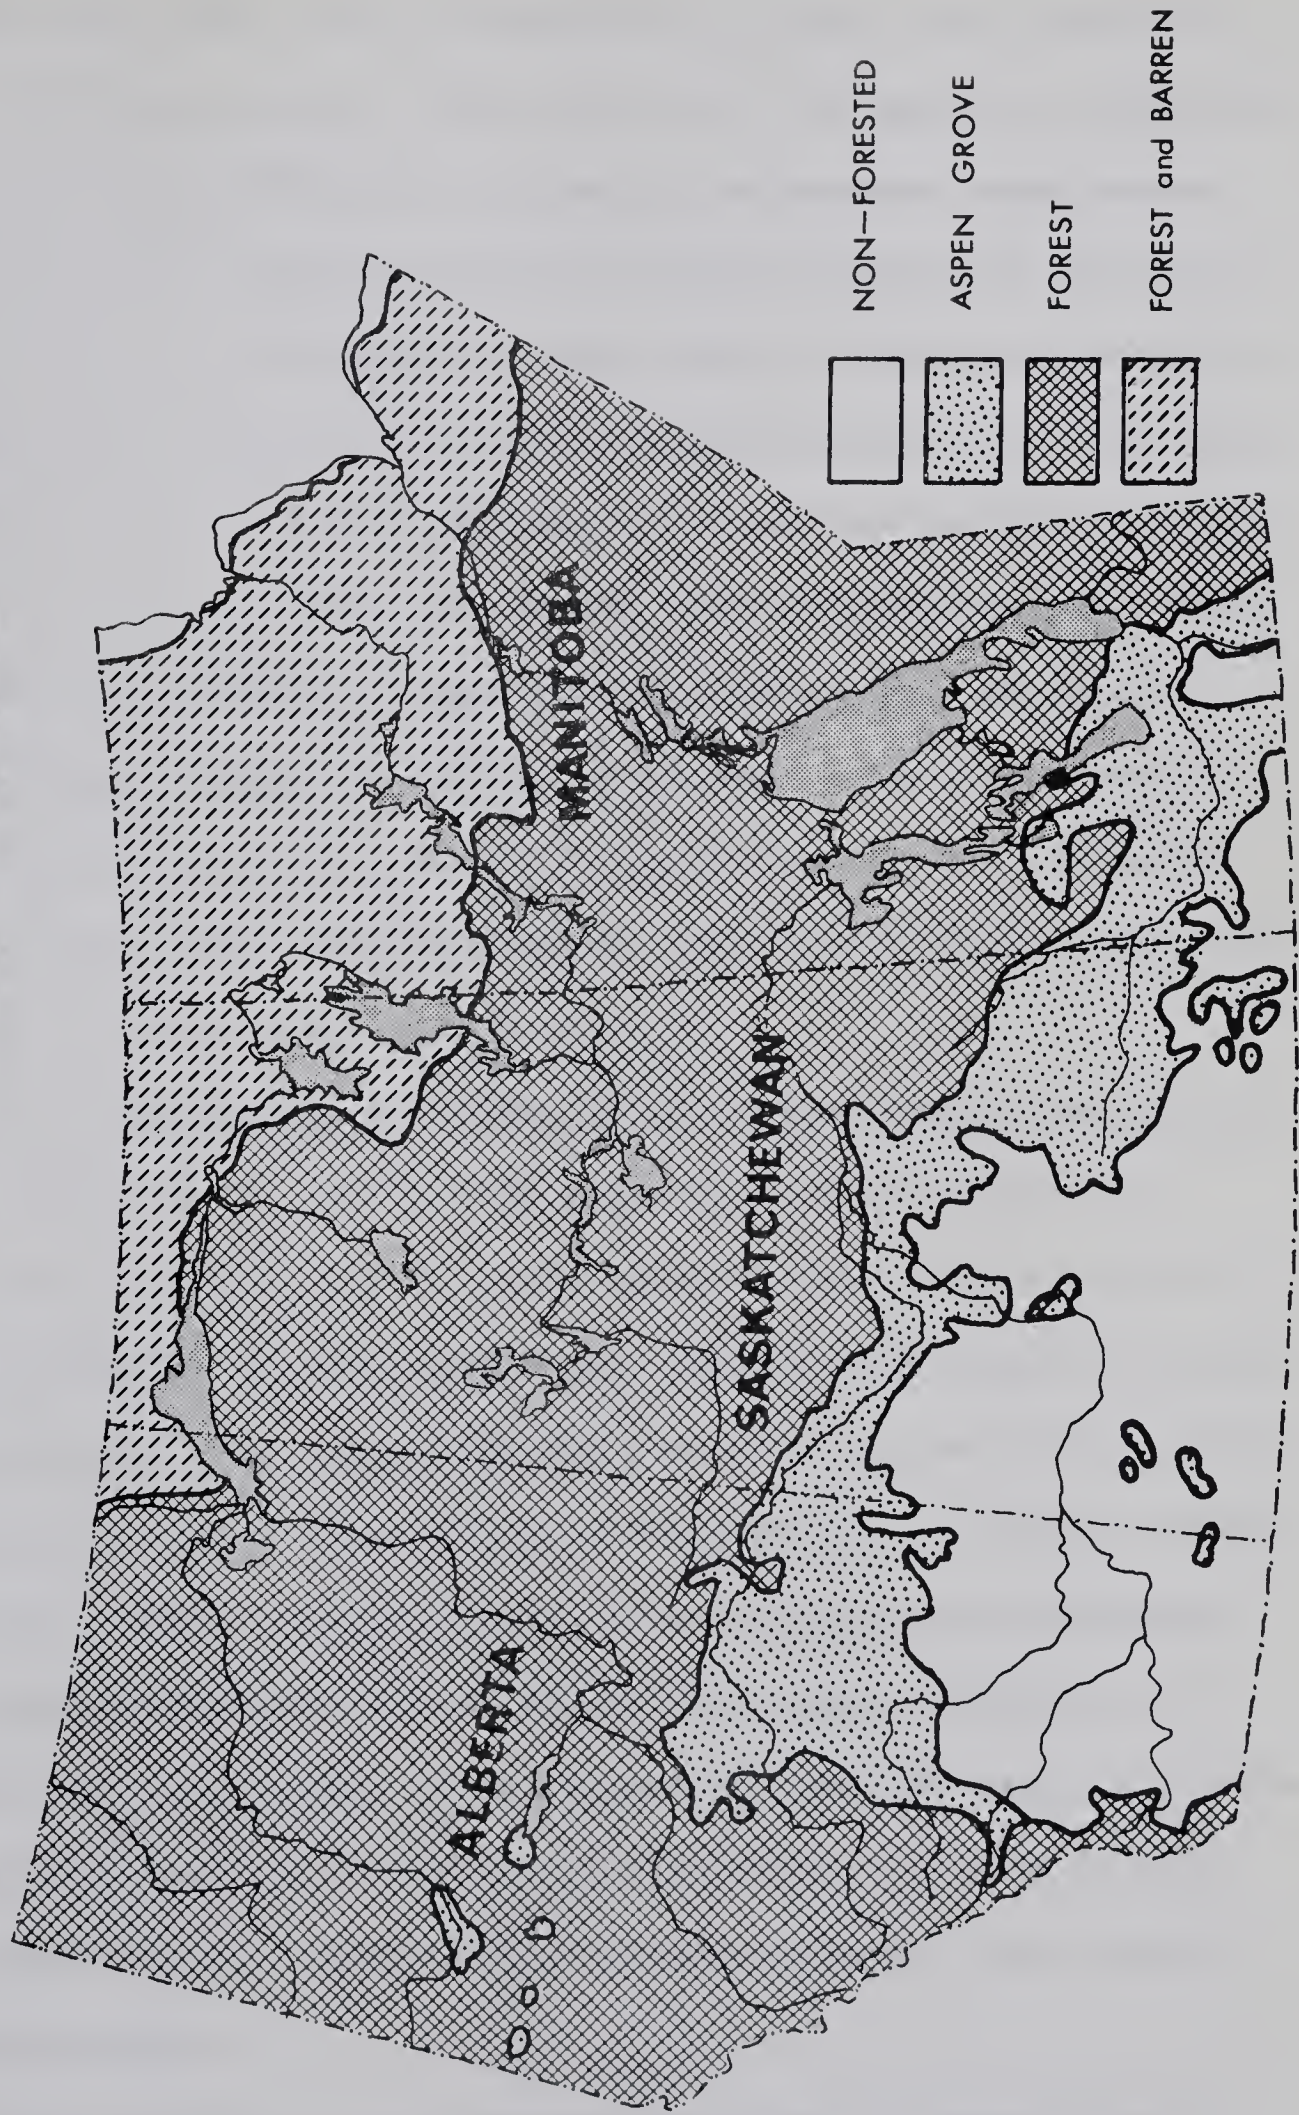 ALBERTA
SASKATCHEWAN
MANITOBA
NON—FORESTED
ASPEN GROVE
FOREST
FOREST and BARREN